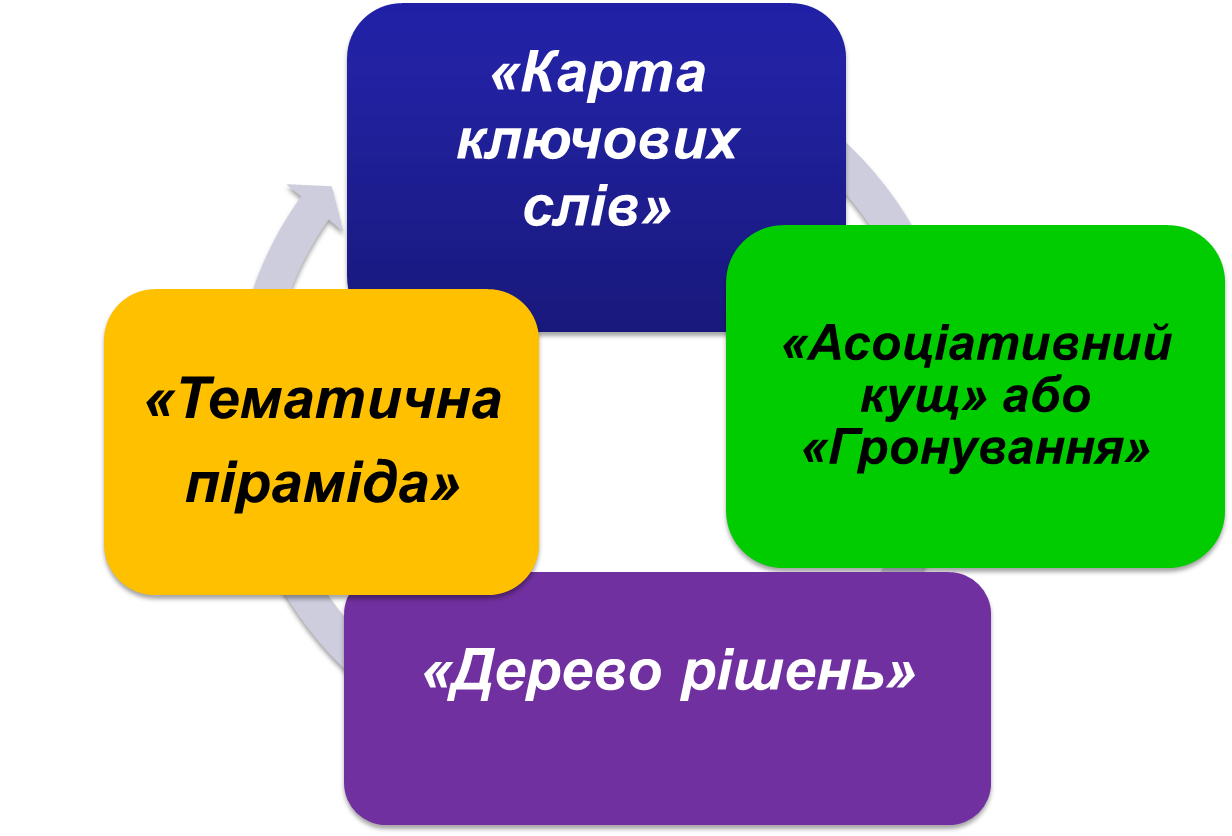 «Карта
ключових
слів»
«Асоціативний
кущ» або
«Гронування»
«Тематична
піраміда»
«Дерево рішень»